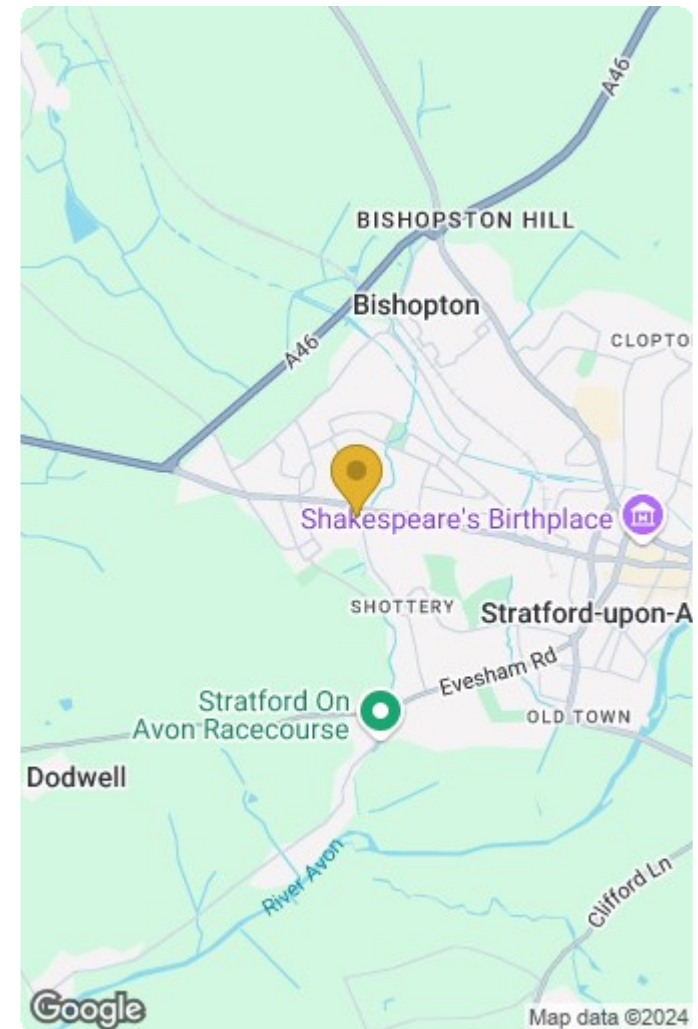 A46
BISHOPSTON HILL
Bishopton
CLOPTO
A46
Shakespeare's Birthplace
SHOTTERY
Stratford-upon-A
Evesham Rd
Stratford On
Avon Racecourse
OLD TOWN
Dodwell
River Avon
Clifford Ln
Google
Map data ©2024